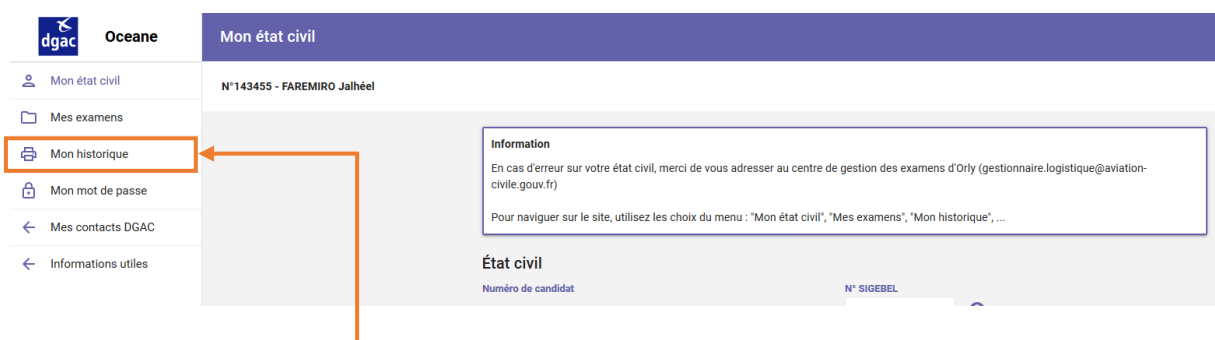 dgac
Oceane
Mon état civil
Mes examens
Mon historique
Mon mot de passe
Mes contacts DGAC
Informations utiles
Mon état civil
N°143455 - FAREMIRO Jalhéel
Information
En cas d'erreur sur votre état civil, merci de vous adresser au centre de gestion des examens d'Orly (gestionnaire.logistique@aviation-
civile.gouv.fr)
Pour naviguer sur le site, utilisez les choix du menu : "Mon état civil", "Mes examens", "Mon historique", ...
État civil
Numéro de candidat
N° SIGEBEL